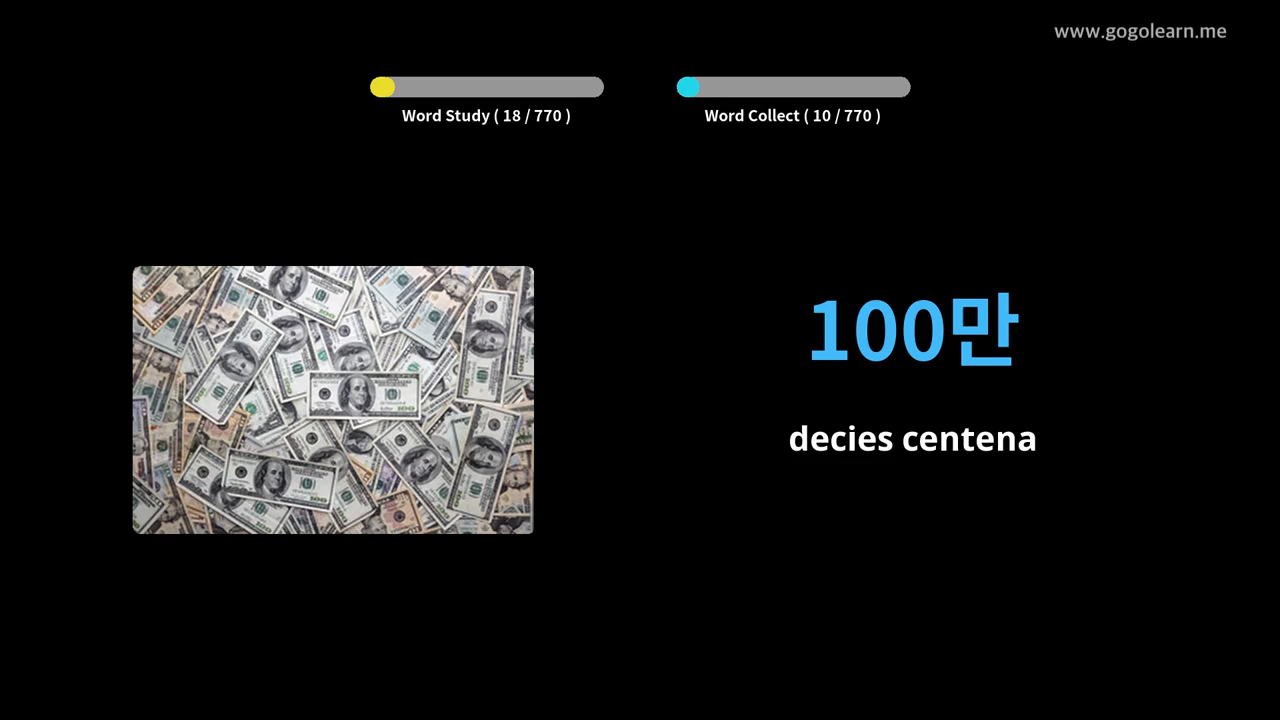 www.gogolearn.me
Word Study ( 18 / 770 )
Word Collect ( 10 / 770 )
100만
decies centena